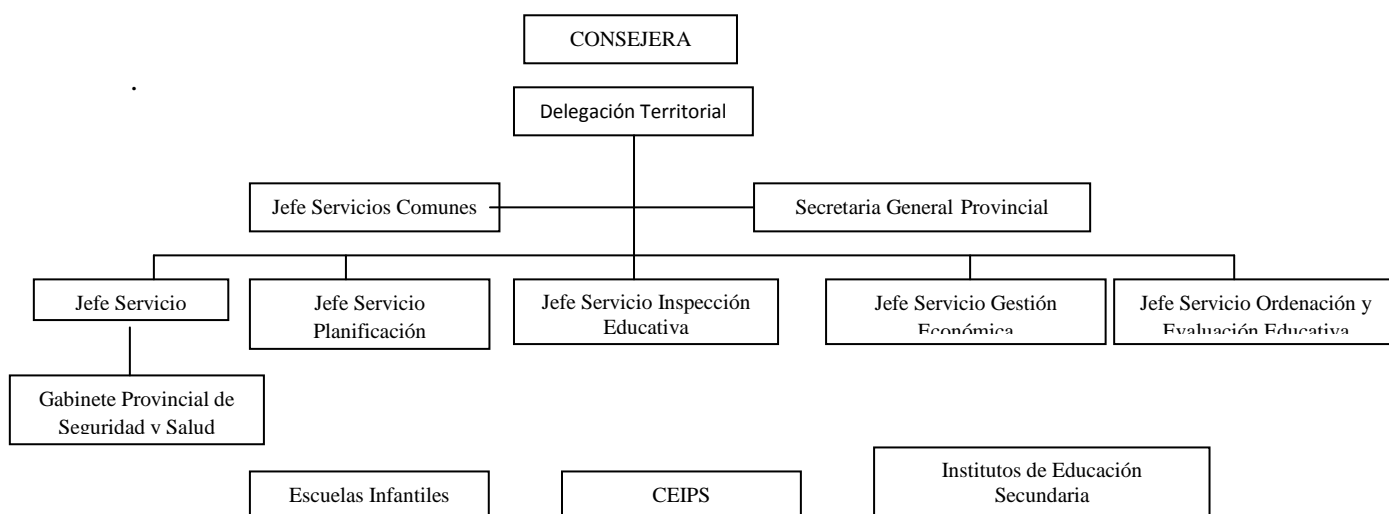 CONSEJERA
.
Delegación Territorial
Jefe Servicios Comunes
Secretaria General Provincial
Jefe Servicio
Jefe Servicio
Planificación
Jefe Servicio Inspección
Educativa
Jefe Servicio Gestión
Económica
Jefe Servicio Ordenación y
Evaluación Educativa
Gabinete Provincial de
Seguridad y Salud
Escuelas Infantiles
CEIPS
Institutos de Educación
Secundaria